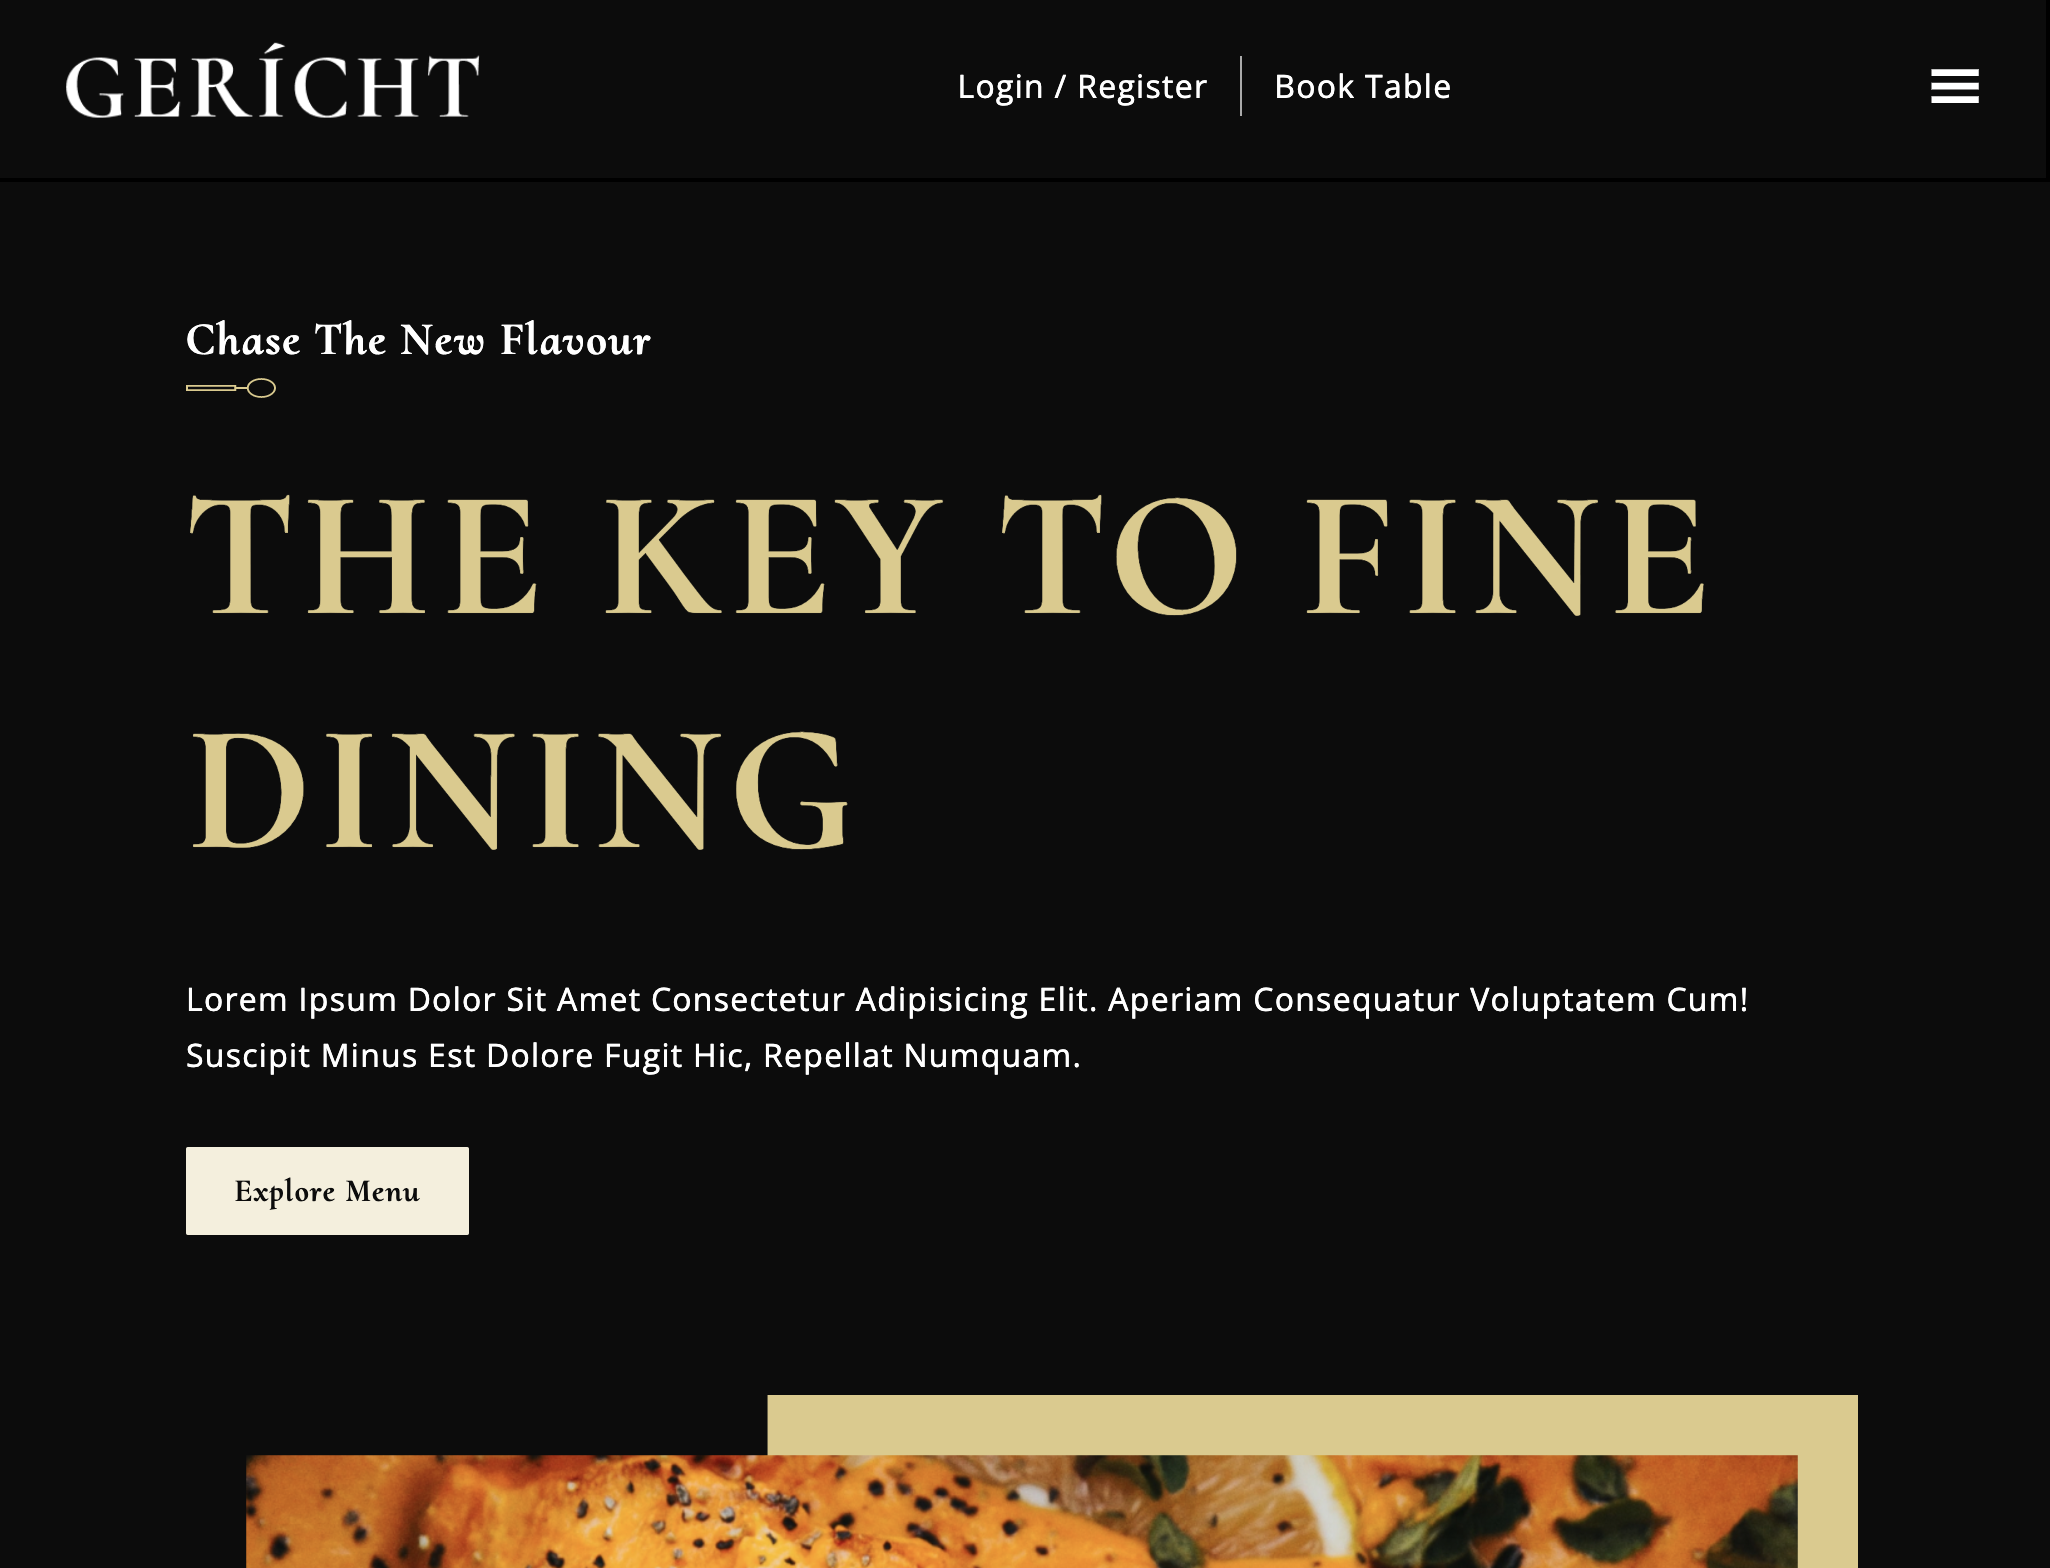 GERÍCHT
Login / Register
Book Table
Chase The New Flavour
THE KEY TO FINE
DINING
Lorem Ipsum Dolor Sit Amet Consectetur Adipisicing Elit. Aperiam Consequatur Voluptatem Cum!
Suscipit Minus Est Dolore Fugit Hic, Repellat Numquam.
Explore Menu